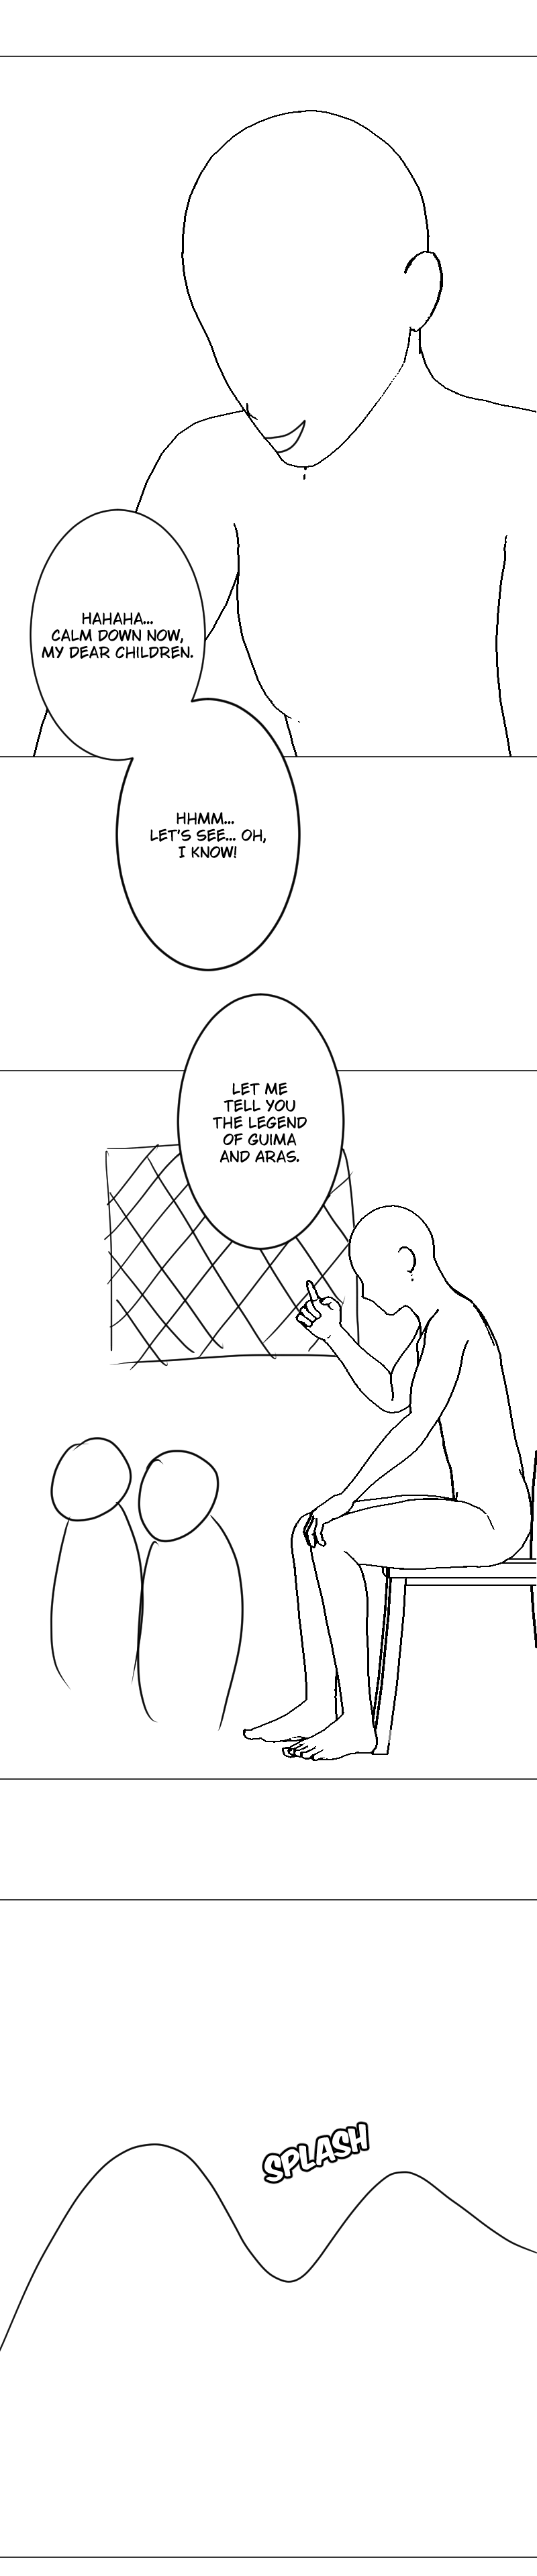 HAHAHA...
CALM DOWN NOW,
MY DEAR CHILDREN.
HHMM...
LET'S SEE... OH,
I KNOW!
LET ME
TELL YOU
THE LEGEND
OF GUIMA
AND ARAS.
SPLASH